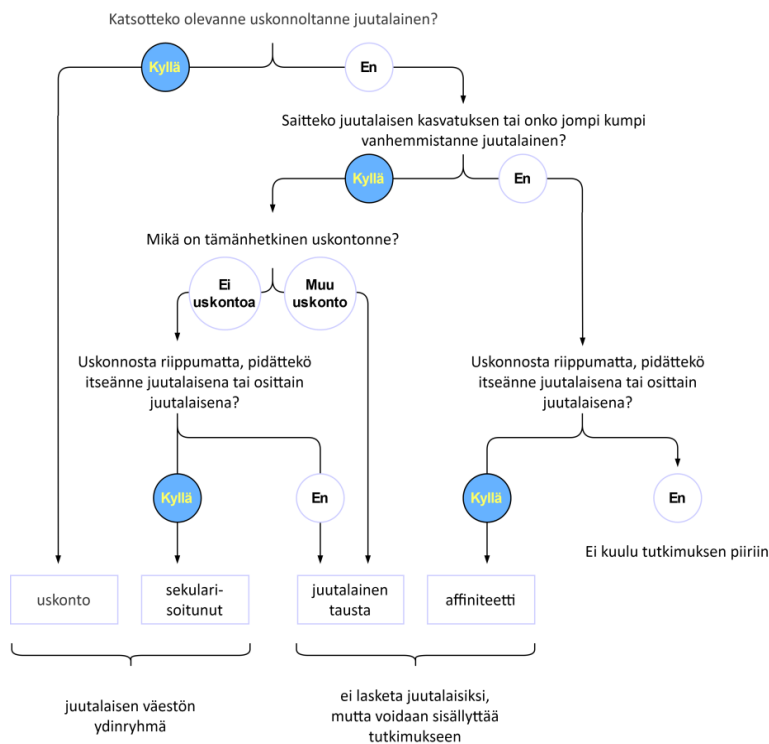 Katsotteko olevanne uskonnoltanne juutalainen?
Kyllä
En
Saitteko juutalaisen kasvatuksen tai onko jompi kumpi
vanhemmistanne juutalainen?
Kyllä
En
Mikä on tämänhetkinen uskontonne?
Ei
uskontoa
Muu
uskonto
Uskonnosta riippumatta, pidättekö
itseänne juutalaisena tai osittain
juutalaisena?
Uskonnosta riippumatta, pidättekö
itseänne juutalaisena tai osittain
juutalaisena?
Kyllä
En
Kyllä
En
Ei kuulu tutkimuksen piiriin
uskonto
sekulari-
soitunut
juutalainen
tausta
affiniteetti
juutalaisen väestön
ydinryhmä
ei lasketa juutalaisiksi,
mutta voidaan sisällyttää
tutkimukseen